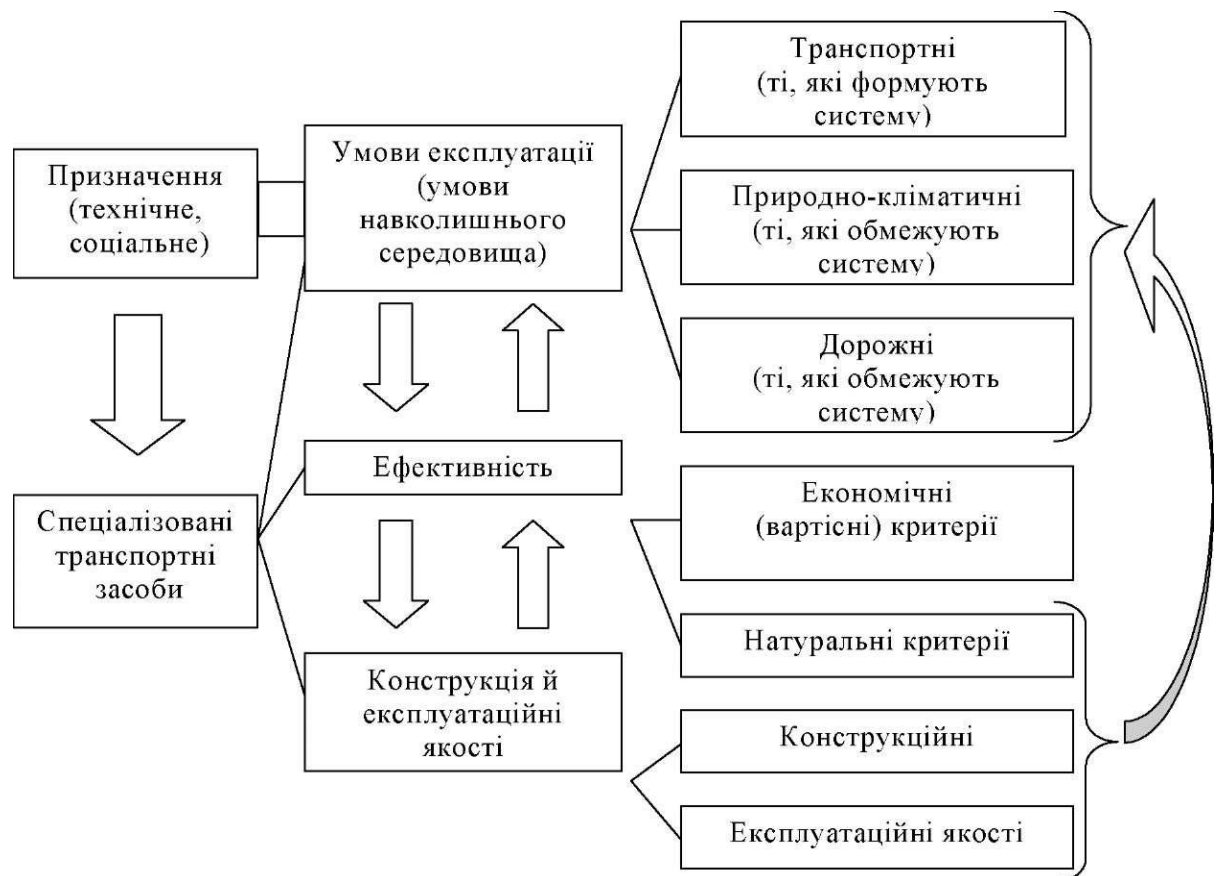 Призначення
(технічне,
соціальне)
Спеціалізовані
транспортні
засоби
Умови експлуатації
(умови
навколишнього
середовища)
Ефективність
Конструкція й
експлуатаційні
якості
Транспортні
(ті, які формують
систему)
Природно-кліматичні
(ті, які обмежують
систему)
Дорожні
(ті, які обмежують
систему)
Економічні
(вартісні) критерії
Натуральні критерії
Конструкційні
Експлуатаційні якості